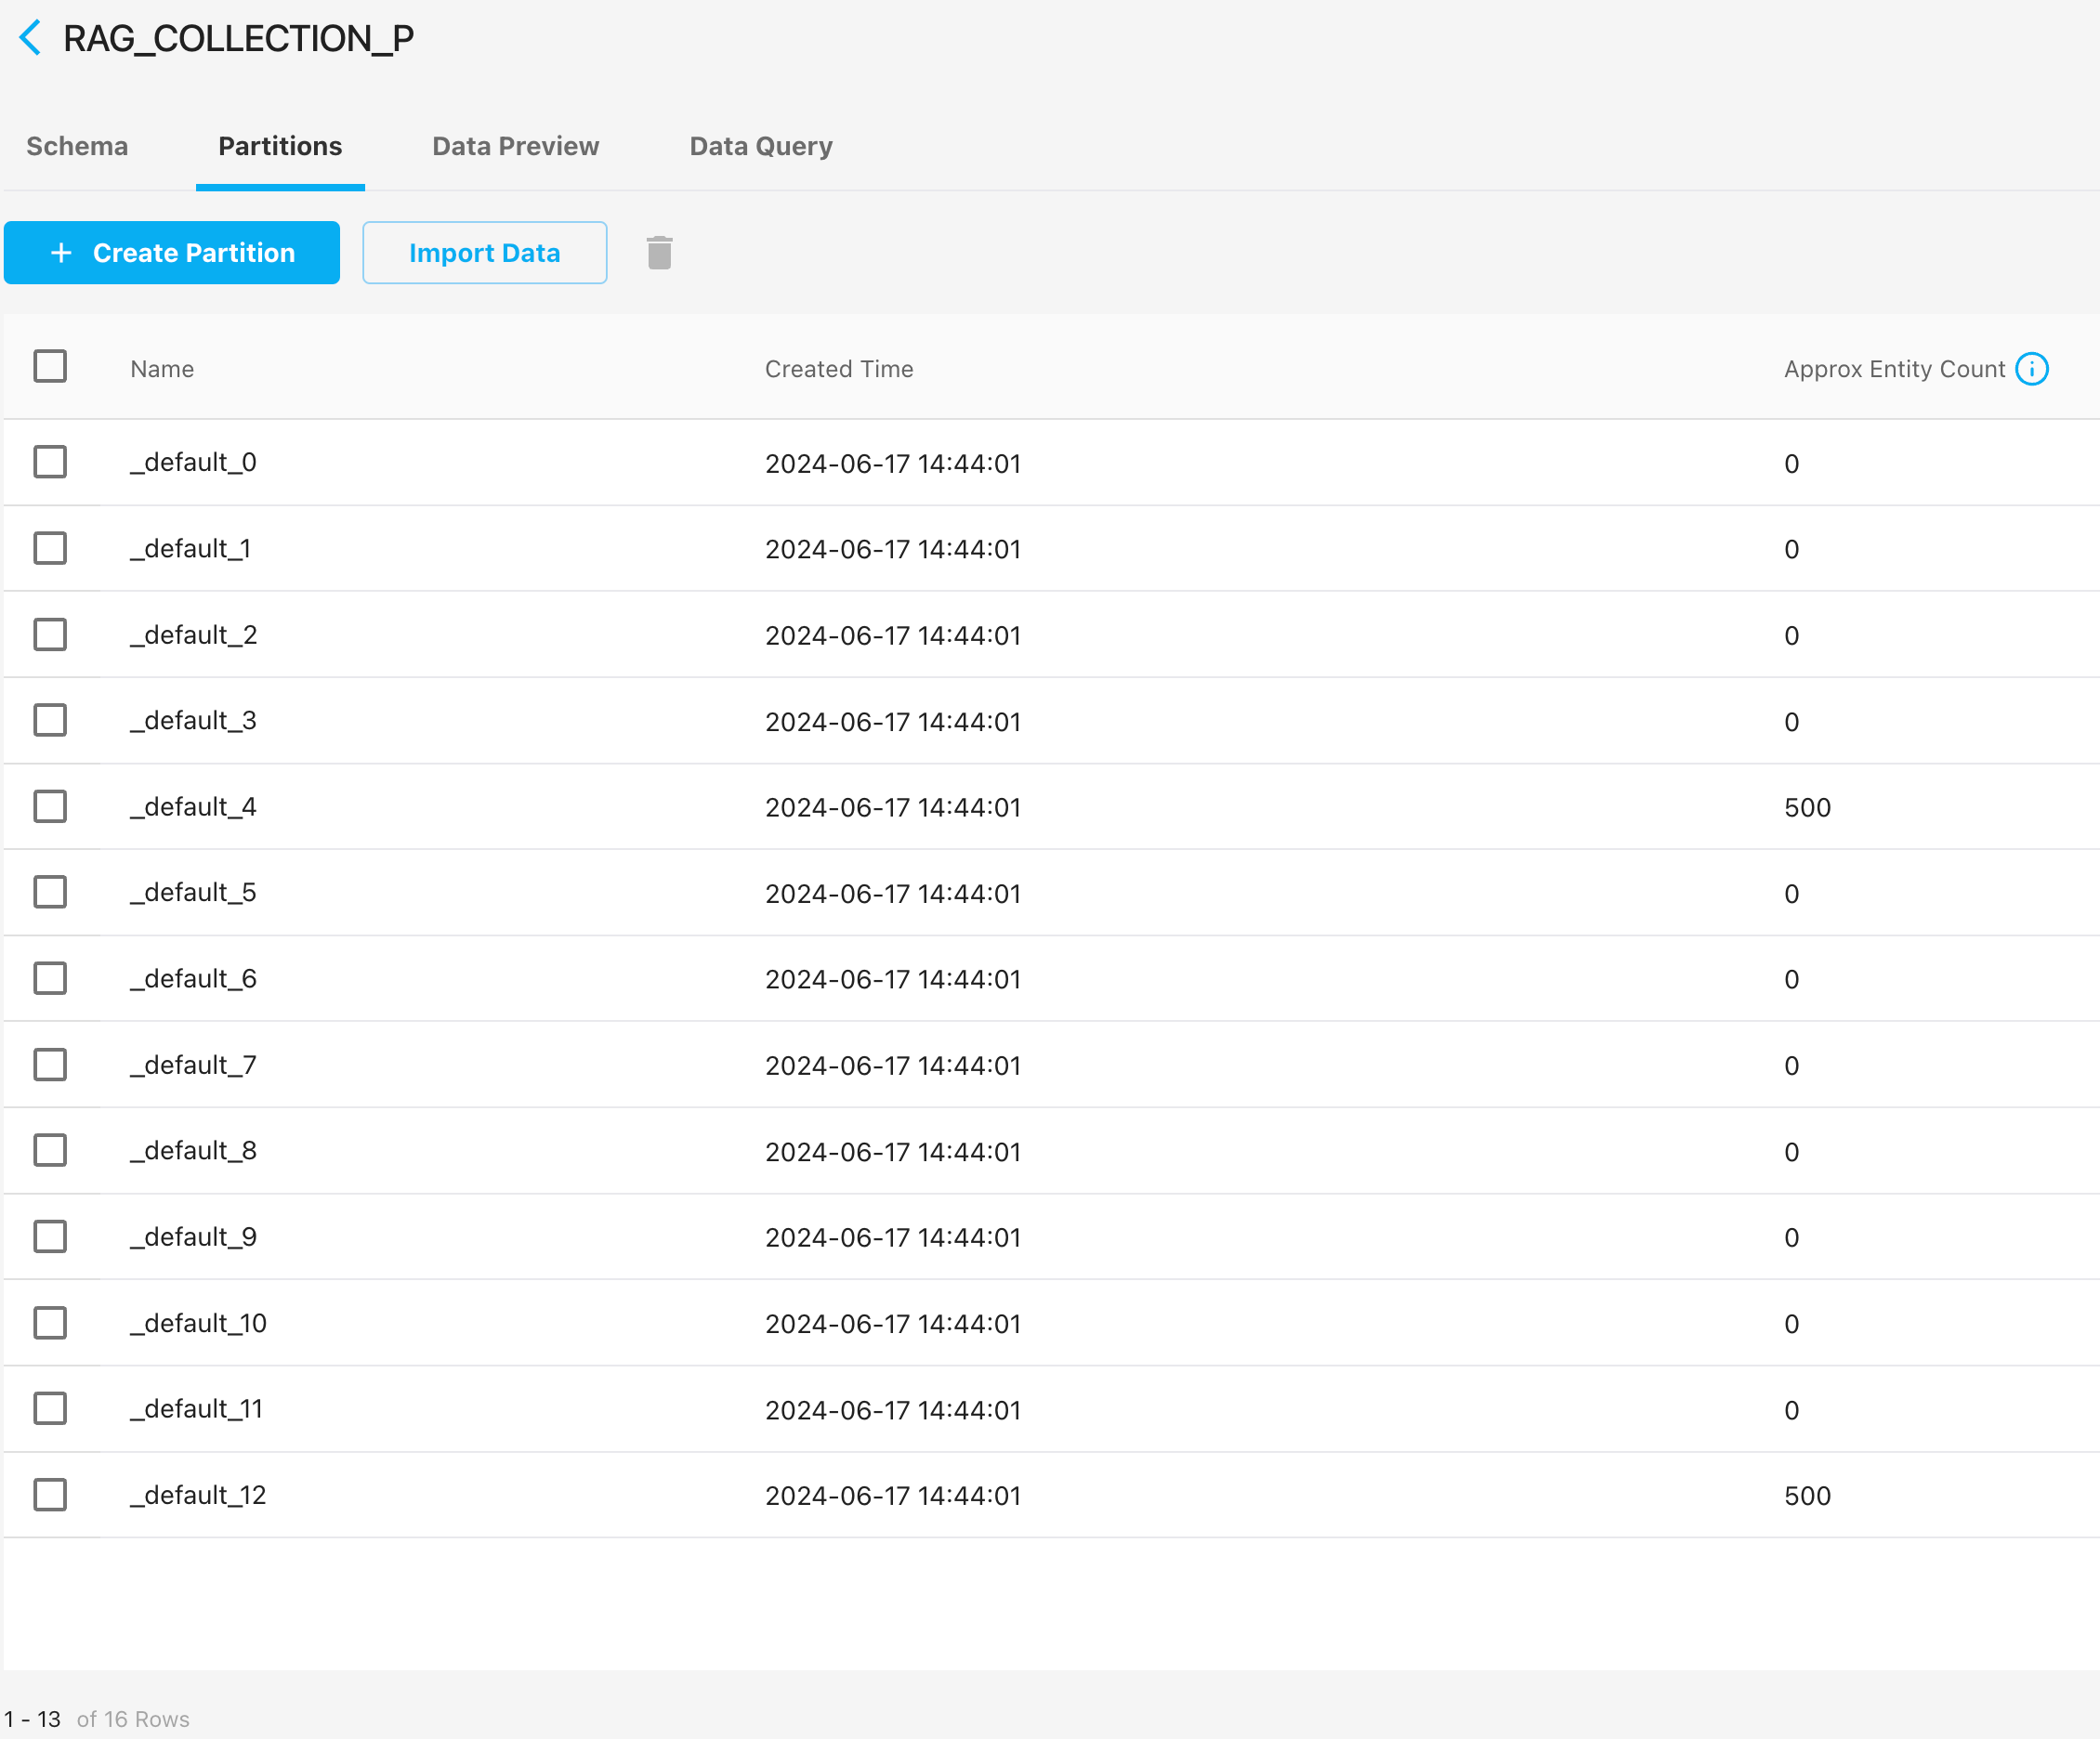 RAG_COLLECTION_P
Schema Partitions Data Preview Data Query
+ Create Partition Import Data
Name Created Time Approx Entity Count
_default_0 2024-06-17 14:44:01 0
_default_1 2024-06-17 14:44:01 0
_default_2 2024-06-17 14:44:01 0
_default_3 2024-06-17 14:44:01 0
_default_4 2024-06-17 14:44:01 500
_default_5 2024-06-17 14:44:01 0
_default_6 2024-06-17 14:44:01 0
_default_7 2024-06-17 14:44:01 0
_default_8 2024-06-17 14:44:01 0
_default_9 2024-06-17 14:44:01 0
_default_10 2024-06-17 14:44:01 0
_default_11 2024-06-17 14:44:01 0
_default_12 2024-06-17 14:44:01 500
1 - 13 of 16 Rows